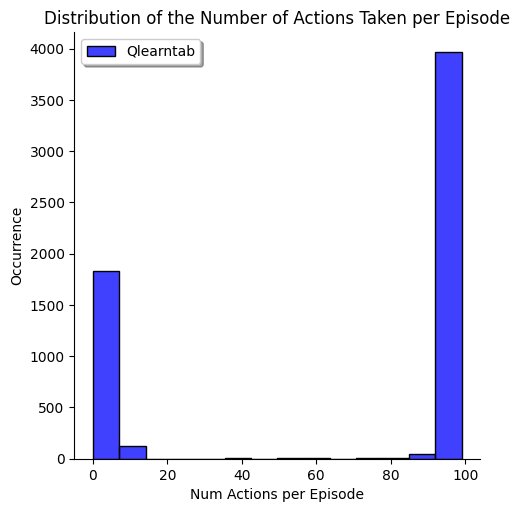 Distribution of the Number of Actions Taken per Episode
Qlearntab
4000
3500
3000
2500
2000
1500
1000
500
0
Occurrence
0 20 40 60 80 100
Num Actions per Episode